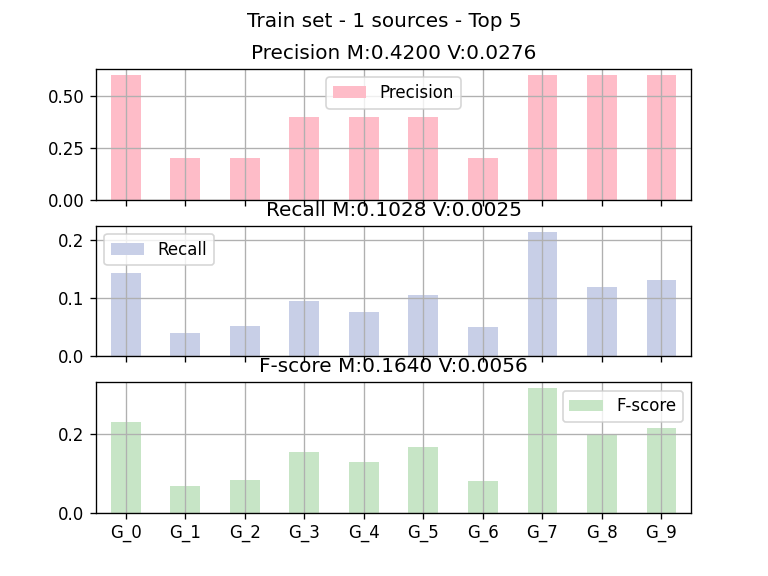 Train set - 1 sources - Top 5
Precision M:0.4200 V:0.0276
0.50
0.25
0.00
Precision
Recall M:0.1028 V:0.0025
0.2
0.1
0.0
Recall
F-score M:0.1640 V:0.0056
0.2
0.0
F-score
G_0 G_1 G_2 G_3 G_4 G_5 G_6 G_7 G_8 G_9